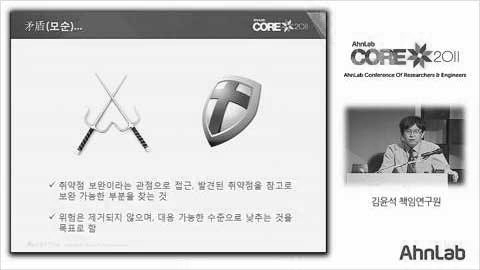 矛盾(모순)...
AhnLab
CORE 2011
✓ 취약점 보완이라는 관점으로 접근, 발견된 취약점을 참고로
보완 가능한 부분을 찾는 것
✓ 위험은 제거되지 않으며, 대응 가능한 수준으로 낮추는 것을
목표로 함
AhnLab
CORE 2011
AhnLab Conference Of Researchers & Engineers
김윤석 책임연구원
AhnLab